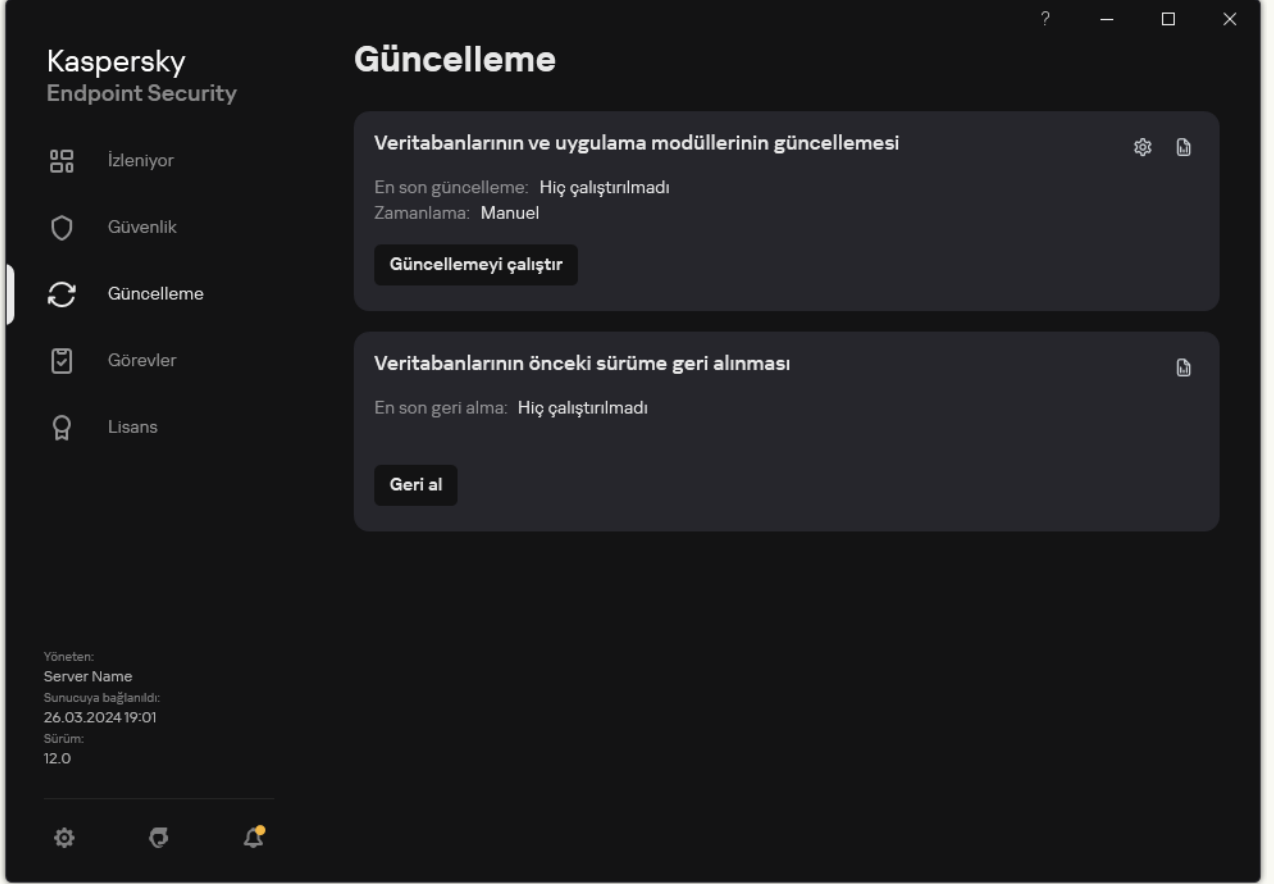 ?
Kaspersky
Endpoint Security
İzleniyor
Güvenlik
Güncelleme
Görevler
Lisans
Yöneten:
Server Name
Sunucuya bağlanıldı:
26.03.2024 19:01
Sürüm:
12.0
Güncelleme
Veritabanlarının ve uygulama modüllerinin güncellemesi
En son güncelleme: Hiç çalıştırılmadı
Zamanlama: Manuel
Güncellemeyi çalıştır
Veritabanlarının önceki sürüme geri alınması
En son geri alma: Hiç çalıştırılmadı
Geri al